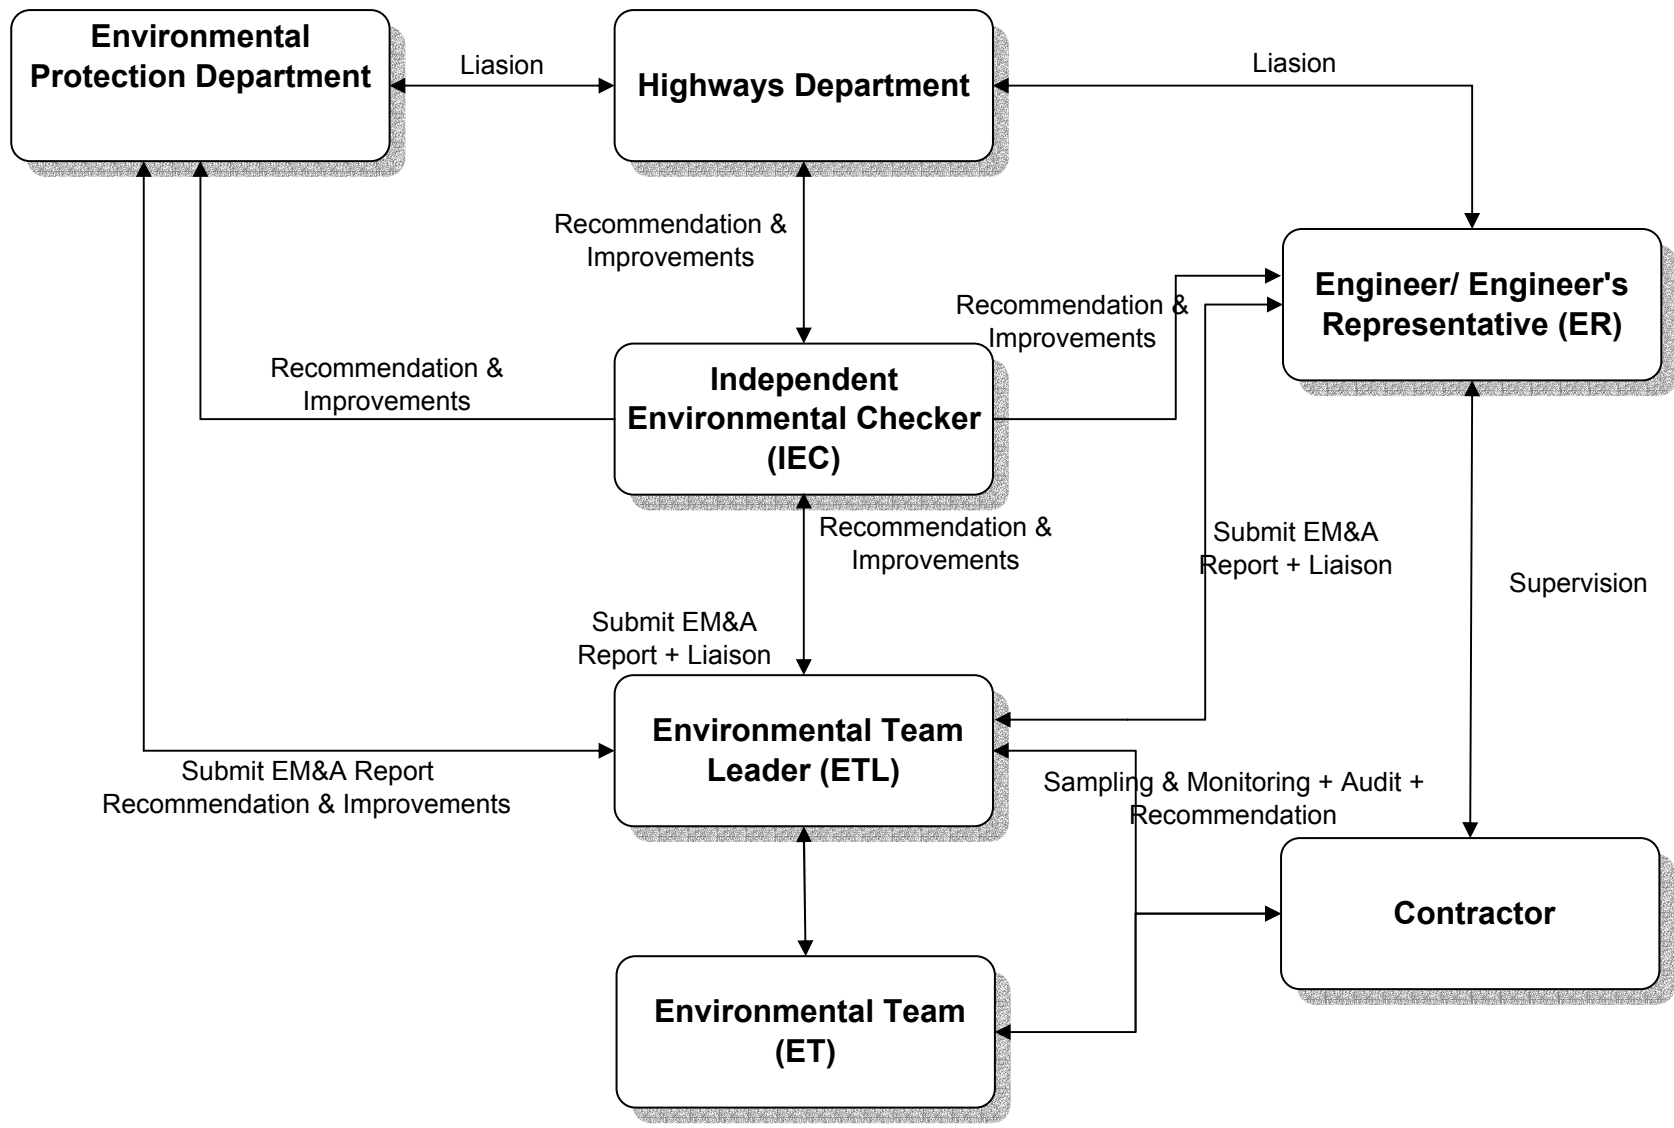 Environmental
Protection Department
Liasion
Highways Department
Liasion
Recommendation &
Improvements
Engineer/ Engineer's
Representative (ER)
Recommendation &
Improvements
Recommendation &
Improvements
Independent
Environmental Checker
(IEC)
Recommendation &
Improvements
Submit EM&A
Report + Liaison
Supervision
Submit EM&A
Report + Liaison
Environmental Team
Leader (ETL)
Submit EM&A Report
Recommendation & Improvements
Sampling & Monitoring + Audit +
Recommendation
Contractor
Environmental Team
(ET)